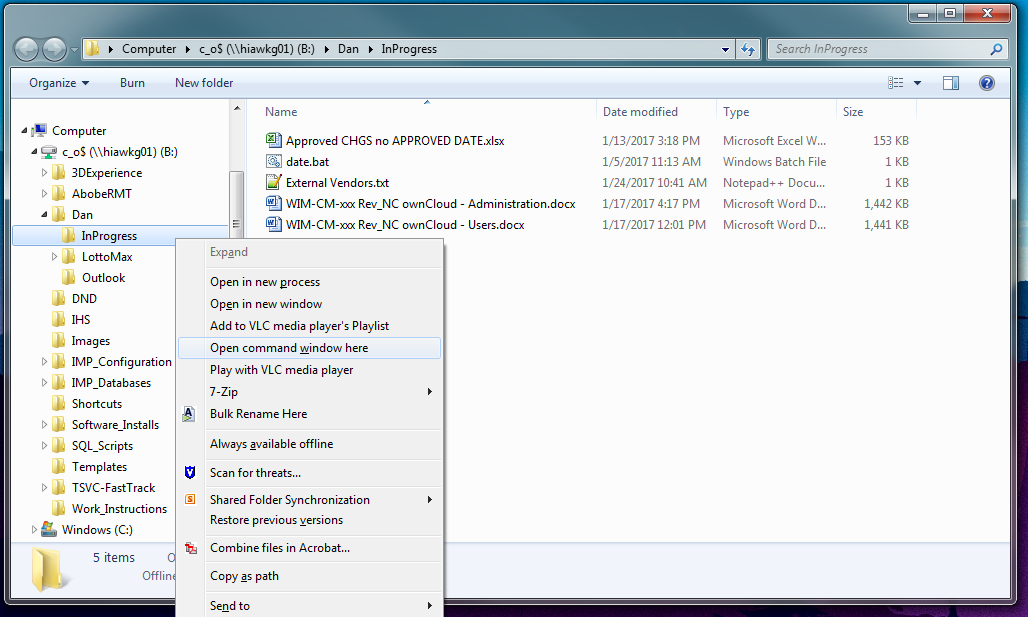 Computer c_o$ (\\hiawkg01) (B:) Dan InProgress
Search InProgress
Organize Burn New folder
Name Date modified Type Size
Approved CHGS no APPROVED DATE.xlsx 1/13/2017 3:18 PM Microsoft Excel W... 153 KB
date.bat 1/5/2017 11:13 AM Windows Batch File 1 KB
External Vendors.txt 1/24/2017 10:41 AM Notepad++ Docu... 1 KB
WIM-CM-xxx Rev_NC ownCloud - Administration.docx 1/17/2017 4:17 PM Microsoft Word D... 1,442 KB
WIM-CM-xxx Rev_NC ownCloud - Users.docx 1/17/2017 12:01 PM Microsoft Word D... 1,441 KB
Computer
c_o$ (\\hiawkg01) (B:)
3DExperience
AbobeRMT
Dan
InProgress
LottoMax
Outlook
DND
IHS
Images
IMP_Configuration
IMP_Databases
Shortcuts
Software_Installs
SQL_Scripts
Templates
TSVC-FastTrack
Work_Instructions
Windows (C:)
Expand
Open in new process
Open in new window
Add to VLC media player's Playlist
Open command window here
Play with VLC media player
7-Zip
Bulk Rename Here
Always available offline
Scan for threats...
Shared Folder Synchronization
Restore previous versions
Combine files in Acrobat...
Copy as path
Send to
5 items
Offline